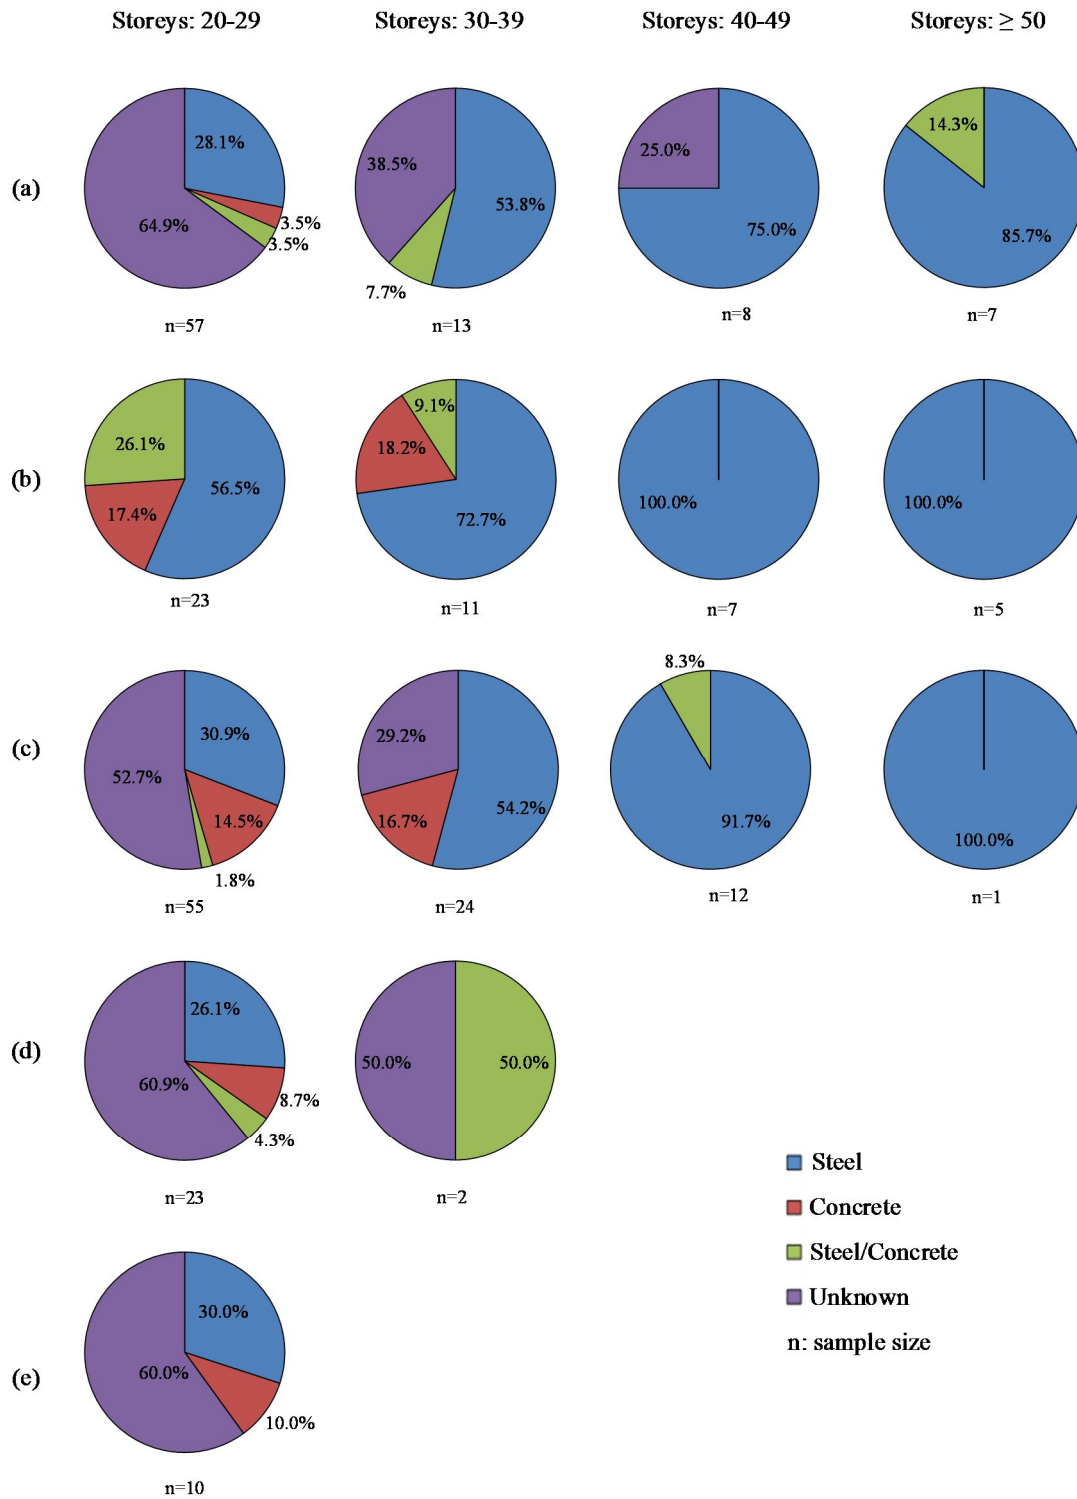 Storeys: 20-29 Storeys: 30-39 Storeys: 40-49 Storeys: ≥ 50
(a)
28.1%
3.5%
3.5%
64.9%
n=57
38.5%
53.8%
7.7%
n=13
25.0%
75.0%
n=8
14.3%
85.7%
n=7
(b)
26.1%
56.5%
17.4%
n=23
9.1%
18.2%
72.7%
n=11
100.0%
n=7
100.0%
n=5
(c)
30.9%
52.7%
14.5%
1.8%
n=55
29.2%
54.2%
16.7%
n=24
8.3%
91.7%
n=12
100.0%
n=1
(d)
26.1%
60.9%
8.7%
4.3%
n=23
50.0%
50.0%
n=2
(e)
30.0%
60.0%
10.0%
n=10
Steel
Concrete
Steel/Concrete
Unknown
n: sample size